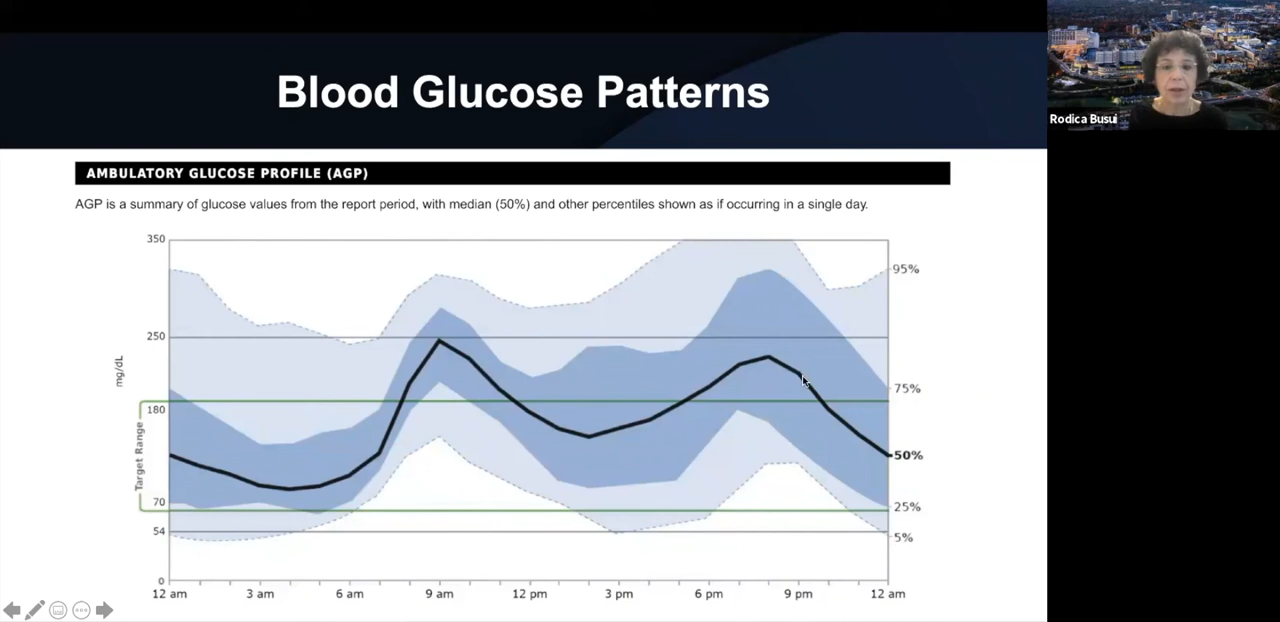 Blood Glucose Patterns
Rodica Busui
AMBULATORY GLUCOSE PROFILE (AGP)
AGP is a summary of glucose values from the report period, with median (50%) and other percentiles shown as if occurring in a single day.
350
95%
250
mg/dL
75%
180
Target Range
50%
70
25%
54
5%
0
12 am 3 am 6 am 9 am 12 pm 3 pm 6 pm 9 pm 12 am